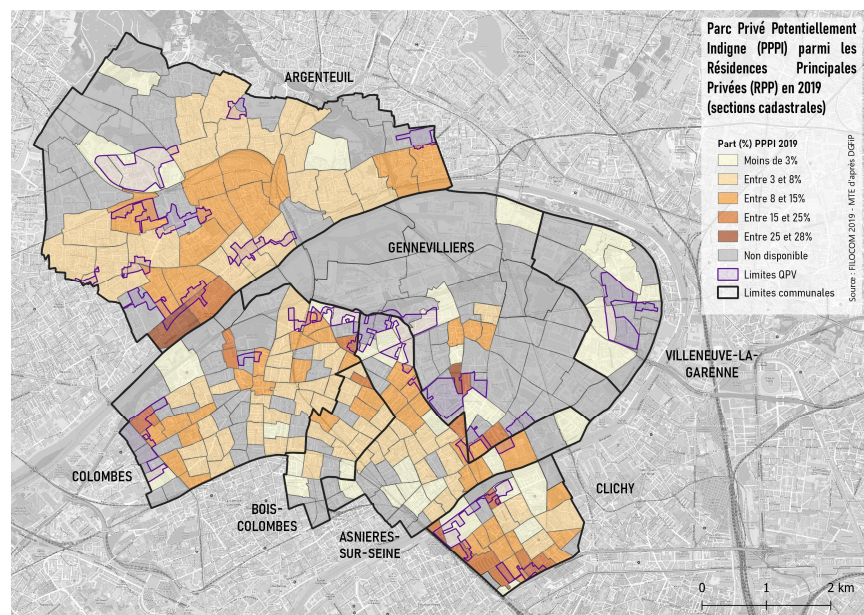 Parc Privé Potentiellement
Indigne (PPPI) parmi les
Résidences Principales
Privées (RPP) en 2019
(sections cadastrales)
Part (%) PPPI 2019
Moins de 3%
Entre 3 et 8%
Entre 8 et 15%
Entre 15 et 25%
Entre 25 et 28%
Non disponible
Limites QPV
Limites communales
Source : FILOCOM 2019 - MTE d'après DGFIP
ARGENTEUIL
GENNEVILLIERS
VILLENEUVE-LA-
GARENNE
COLOMBES
BOIS-
COLOMBES
ASNIERES-
SUR-SEINE
CLICHY
0 1 2 km